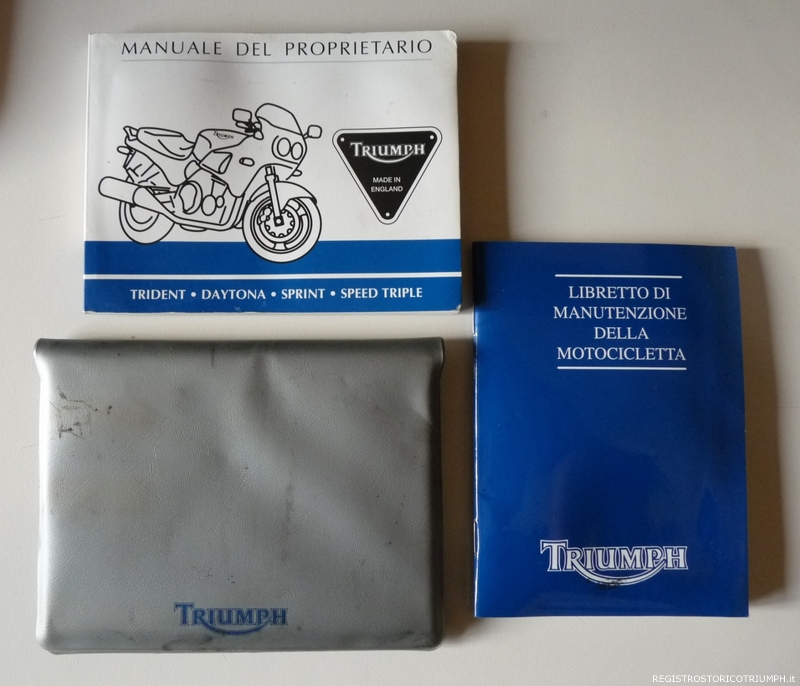 MANUALE DEL PROPRIETARIO
TRIUMPH
TRIUMPH
MADE IN
ENGLAND
TRIDENT • DAYTONA • SPRINT • SPEED TRIPLE
LIBRETTO DI
MANUTENZIONE
DELLA
MOTOCICLETTA
TRIUMPH
TRIUMPH
REGISTROSTORICOTRIUMPH.it